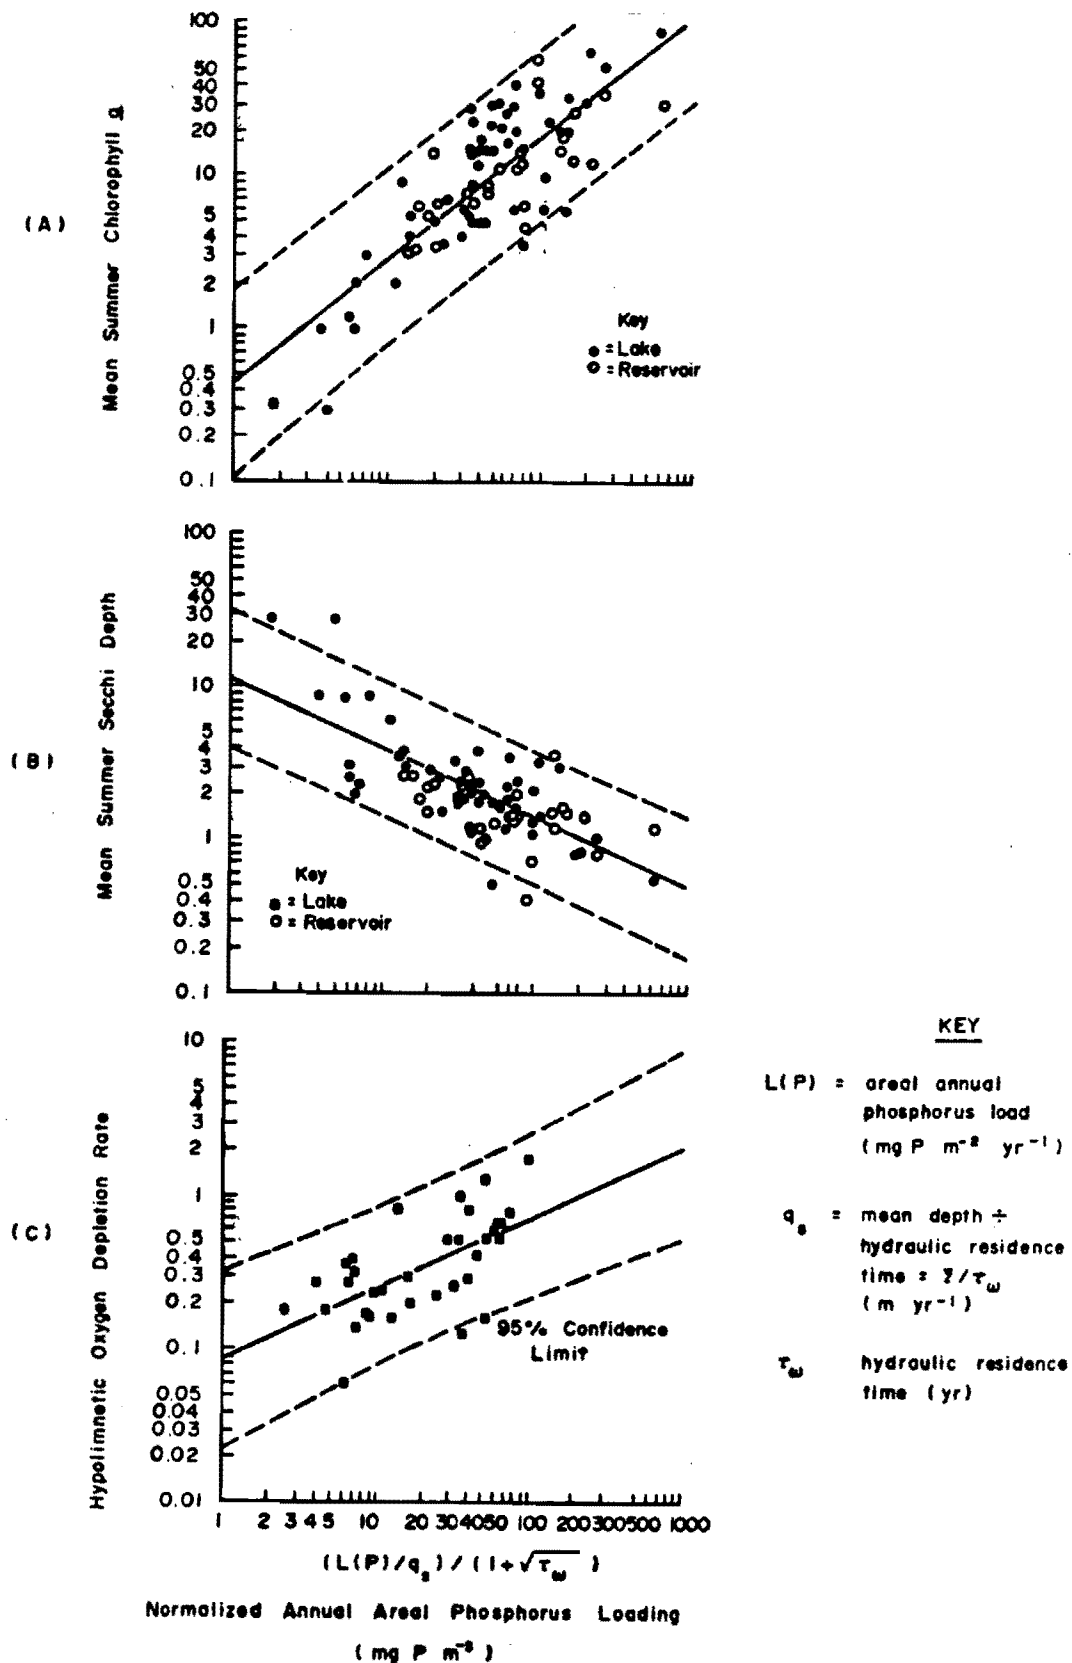 (A)
Mean Summer Chlorophyll a
100
50
40
30
20
10
5
4
3
2
1
0.5
0.4
0.3
0.2
0.1
Key
● = Lake
○ = Reservoir
(B)
Mean Summer Secchi Depth
100
50
40
30
20
10
5
4
3
2
1
0.5
0.4
0.3
0.2
0.1
Key
■ = Lake
○ = Reservoir
(C)
Hypolimnetic Oxygen Depletion Rate
10
5
4
3
2
1
0.5
0.4
0.3
0.2
0.1
0.05
0.04
0.03
0.02
0.01
95% Confidence
Limit
1 2 3 4 5 10 20 30 40 50 100 200 300 500 1000
(L(P)/qs) / (1+√τω)
Normalized Annual Areal Phosphorus Loading
(mg P m⁻³)
KEY
L(P) = areal annual
phosphorus load
(mg P m⁻² yr⁻¹)
qs = mean depth ÷
hydraulic residence
time = Z̄/τω
(m yr⁻¹)
τω hydraulic residence
time (yr)